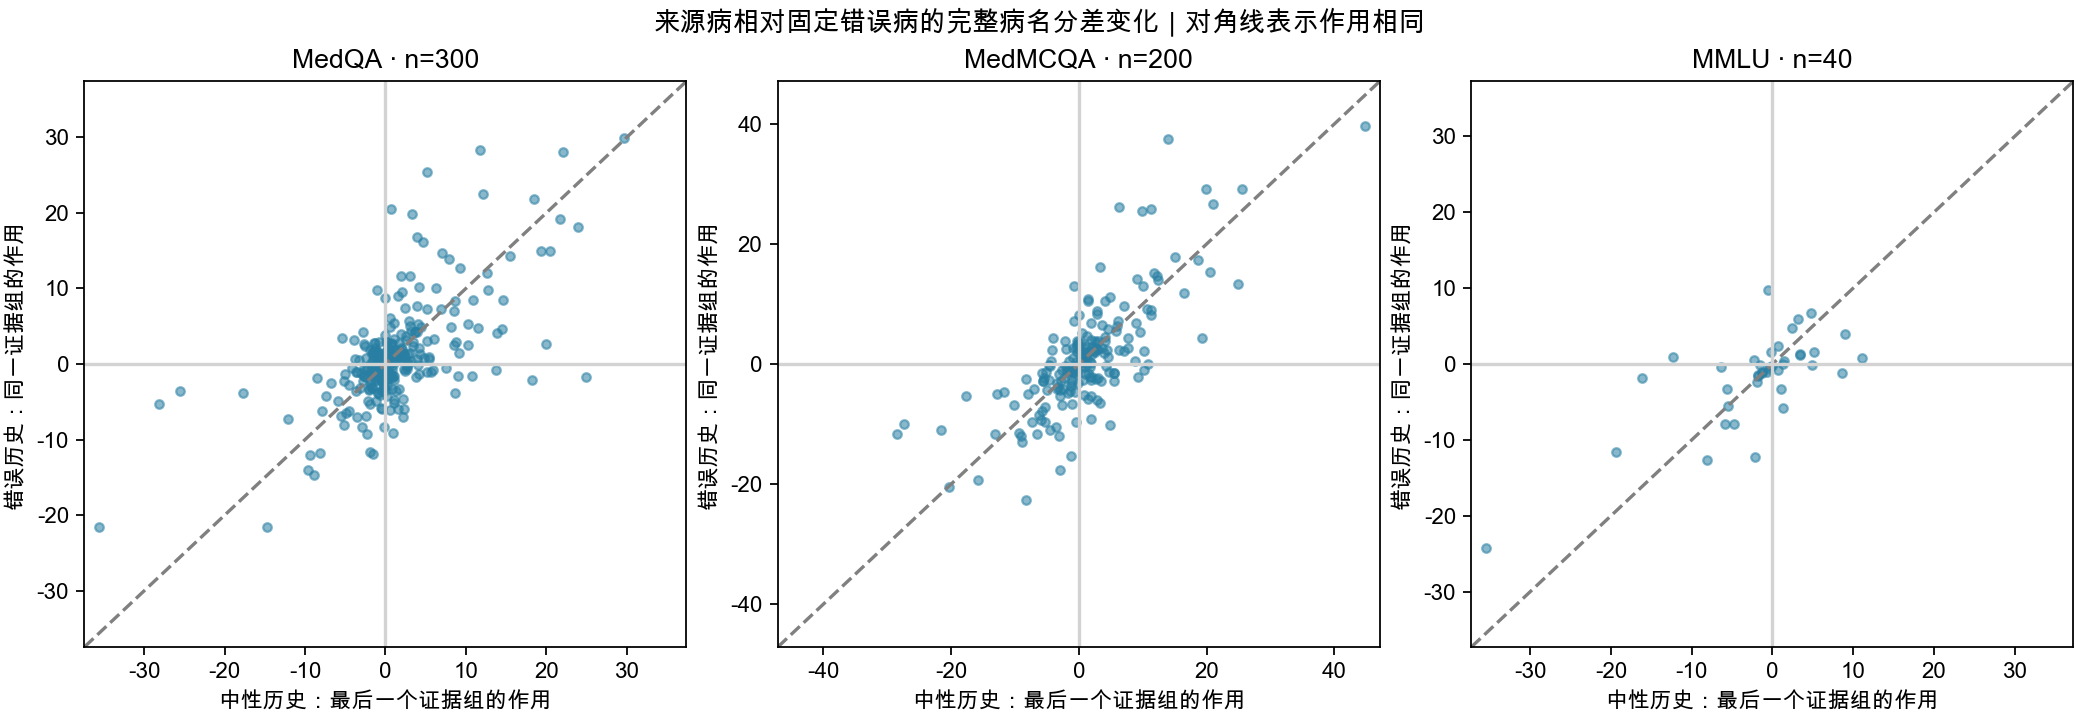 来源病相对固定错误病的完整病名分差变化 | 对角线表示作用相同
MedQA · n=300
错误历史：同一证据组的作用
30
20
10
0
-10
-20
-30
-30 -20 -10 0 10 20 30
中性历史：最后一个证据组的作用
MedMCQA · n=200
错误历史：同一证据组的作用
40
20
0
-20
-40
-40 -20 0 20 40
中性历史：最后一个证据组的作用
MMLU · n=40
错误历史：同一证据组的作用
30
20
10
0
-10
-20
-30
-30 -20 -10 0 10 20 30
中性历史：最后一个证据组的作用